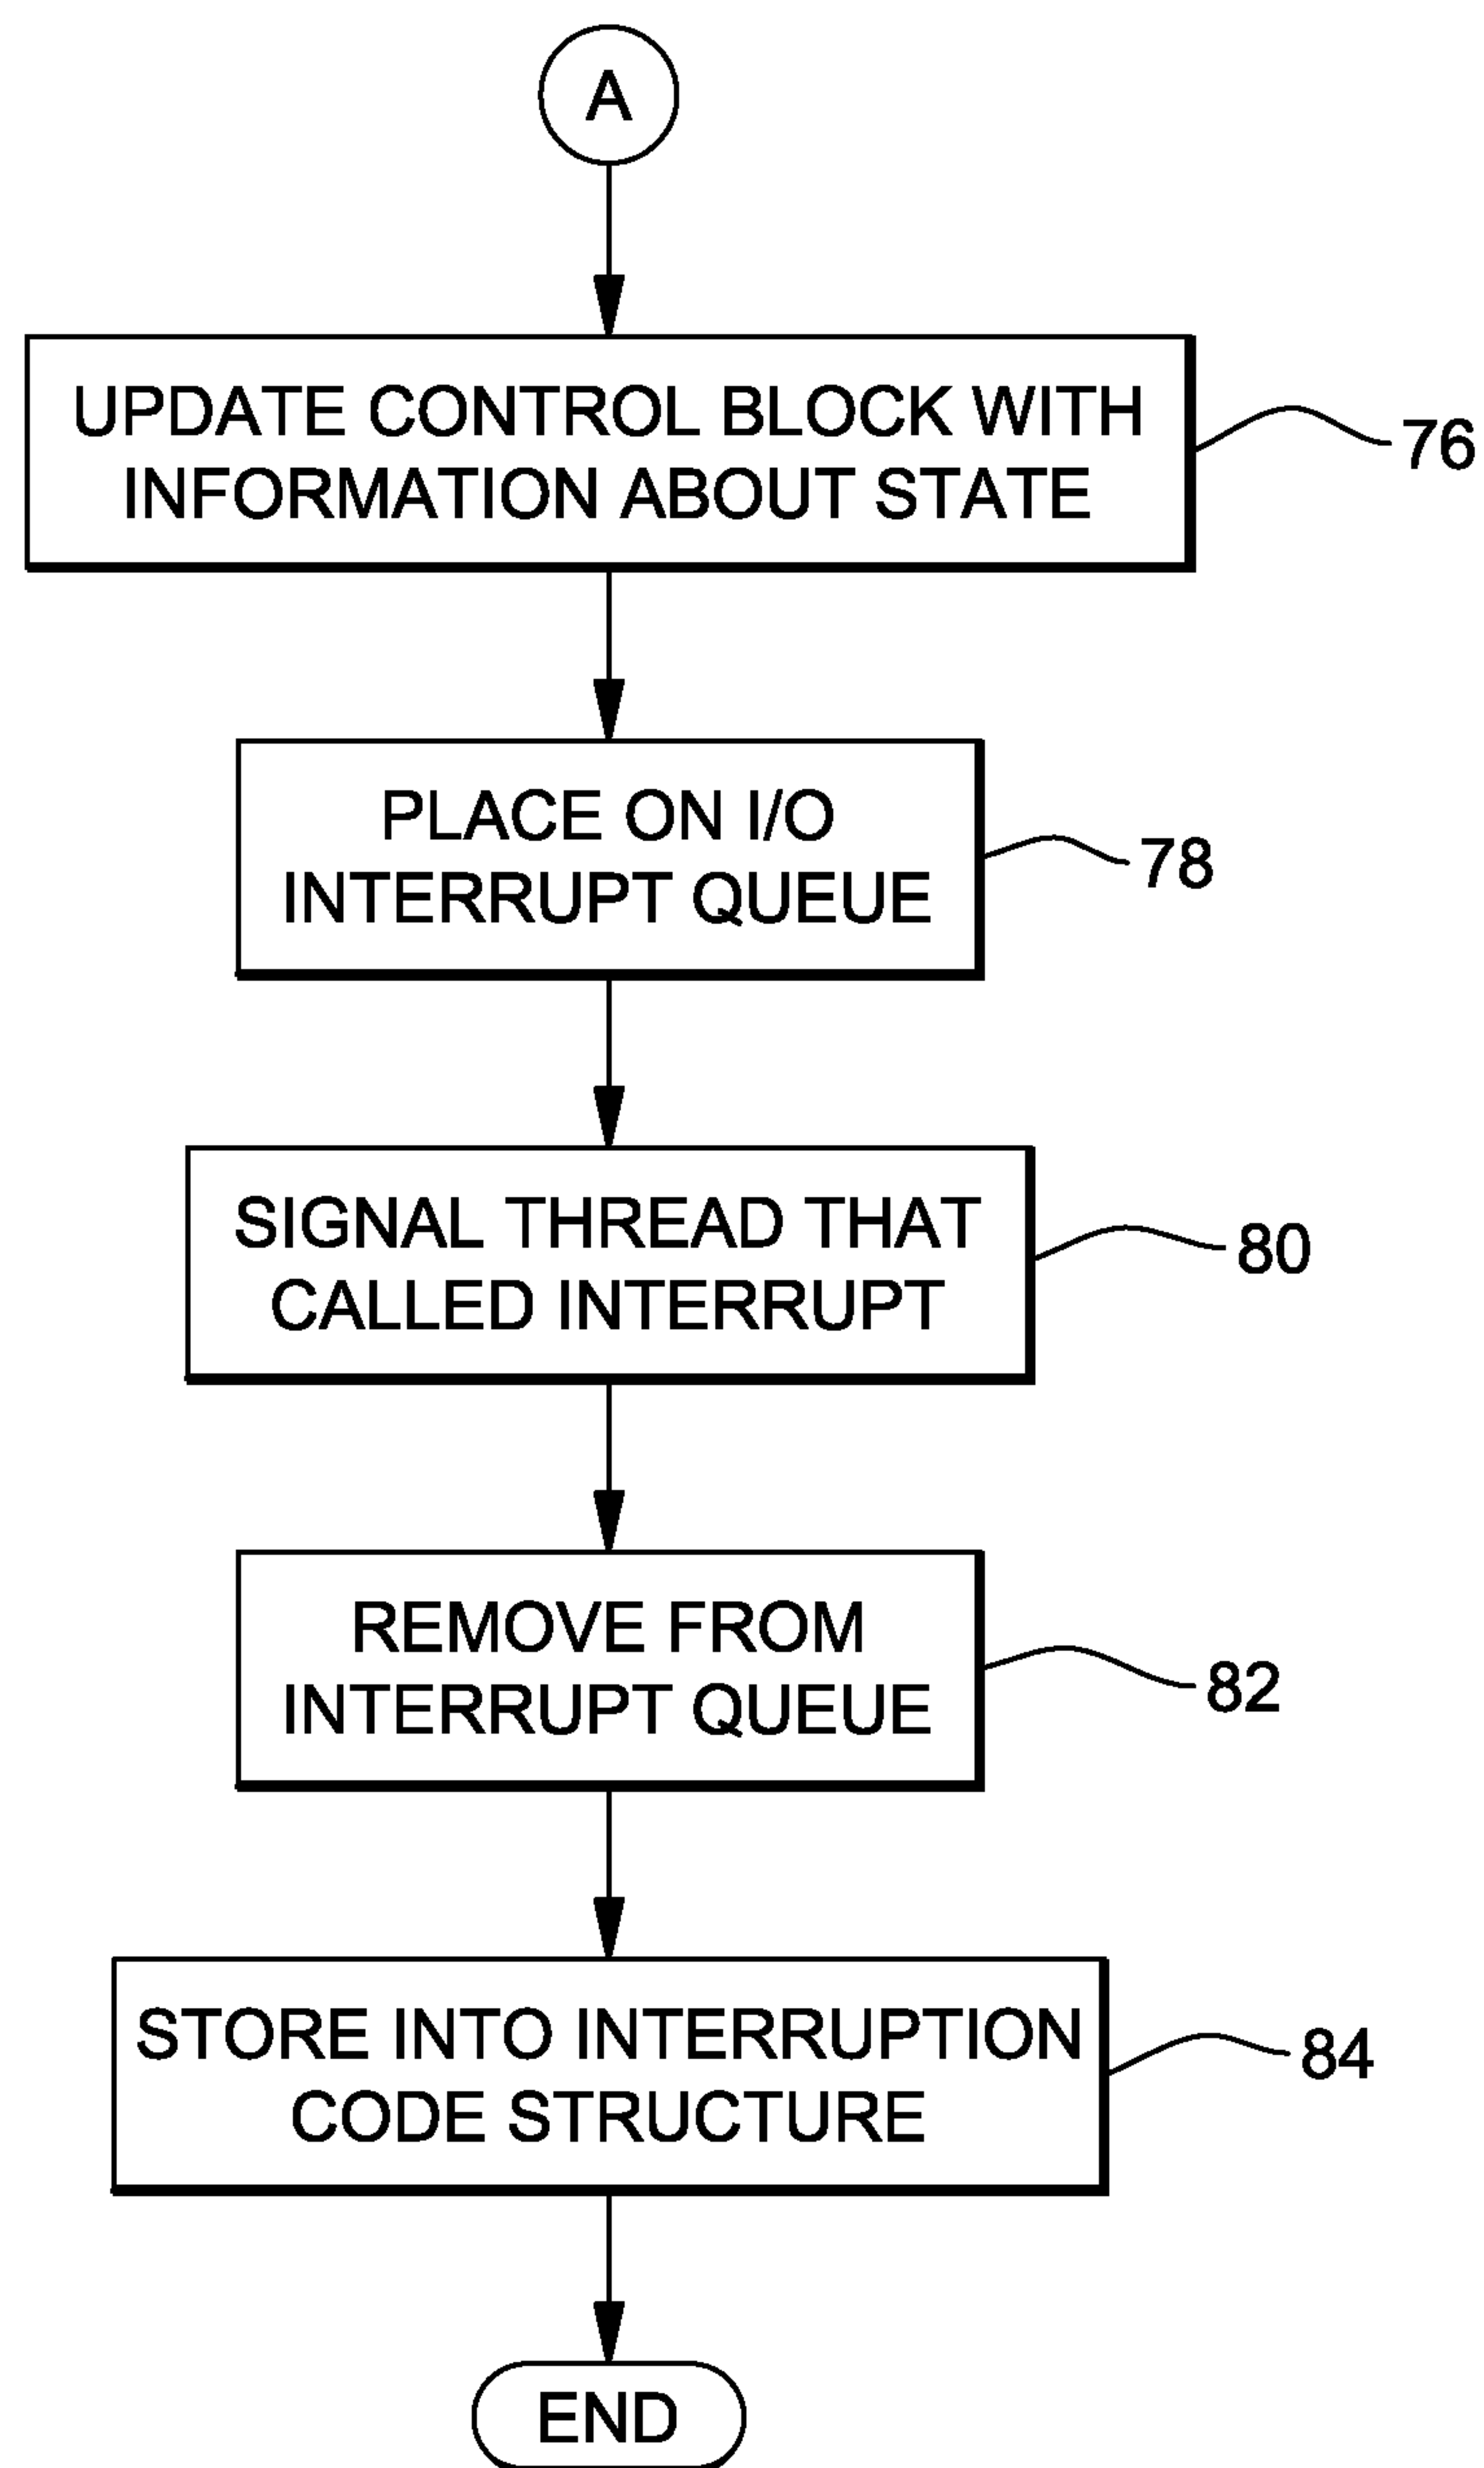 A
UPDATE CONTROL BLOCK WITH
INFORMATION ABOUT STATE
76
PLACE ON I/O
INTERRUPT QUEUE
78
SIGNAL THREAD THAT
CALLED INTERRUPT
80
REMOVE FROM
INTERRUPT QUEUE
82
STORE INTO INTERRUPTION
CODE STRUCTURE
84
END